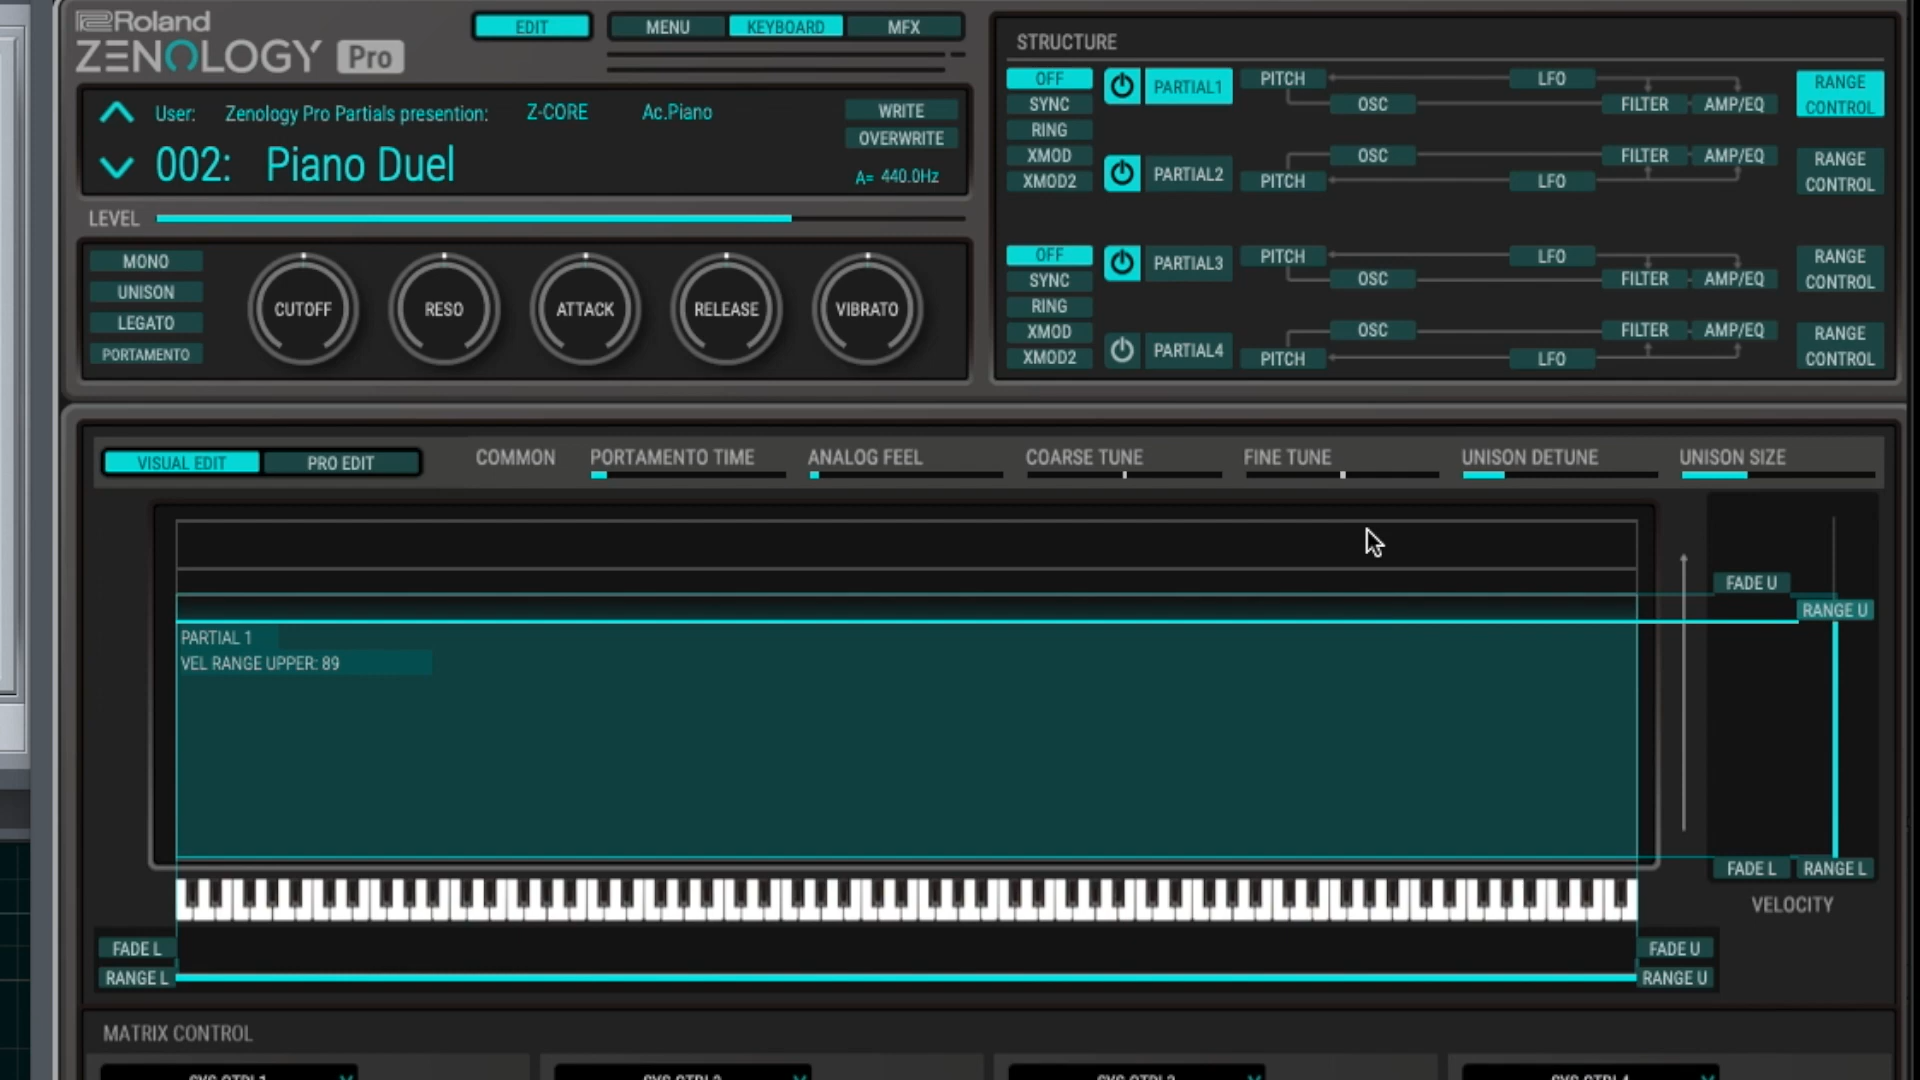 Roland
ZENOLOGY Pro
EDIT
MENU
KEYBOARD
MFX
User: Zenology Pro Partials presention: Z-CORE Ac.Piano
002: Piano Duel
WRITE
OVERWRITE
A= 440.0Hz
LEVEL
MONO
UNISON
LEGATO
PORTAMENTO
CUTOFF
RESO
ATTACK
RELEASE
VIBRATO
STRUCTURE
OFF
SYNC
RING
XMOD
XMOD2
PARTIAL1
PITCH
OSC
LFO
FILTER
AMP/EQ
RANGE
CONTROL
PARTIAL2
PITCH
OSC
LFO
FILTER
AMP/EQ
RANGE
CONTROL
OFF
SYNC
RING
XMOD
XMOD2
PARTIAL3
PITCH
OSC
LFO
FILTER
AMP/EQ
RANGE
CONTROL
PARTIAL4
PITCH
OSC
LFO
FILTER
AMP/EQ
RANGE
CONTROL
VISUAL EDIT
PRO EDIT
COMMON
PORTAMENTO TIME
ANALOG FEEL
COARSE TUNE
FINE TUNE
UNISON DETUNE
UNISON SIZE
PARTIAL 1
VEL RANGE UPPER: 89
FADE U
RANGE U
FADE L
RANGE L
VELOCITY
FADE L
RANGE L
FADE U
RANGE U
MATRIX CONTROL